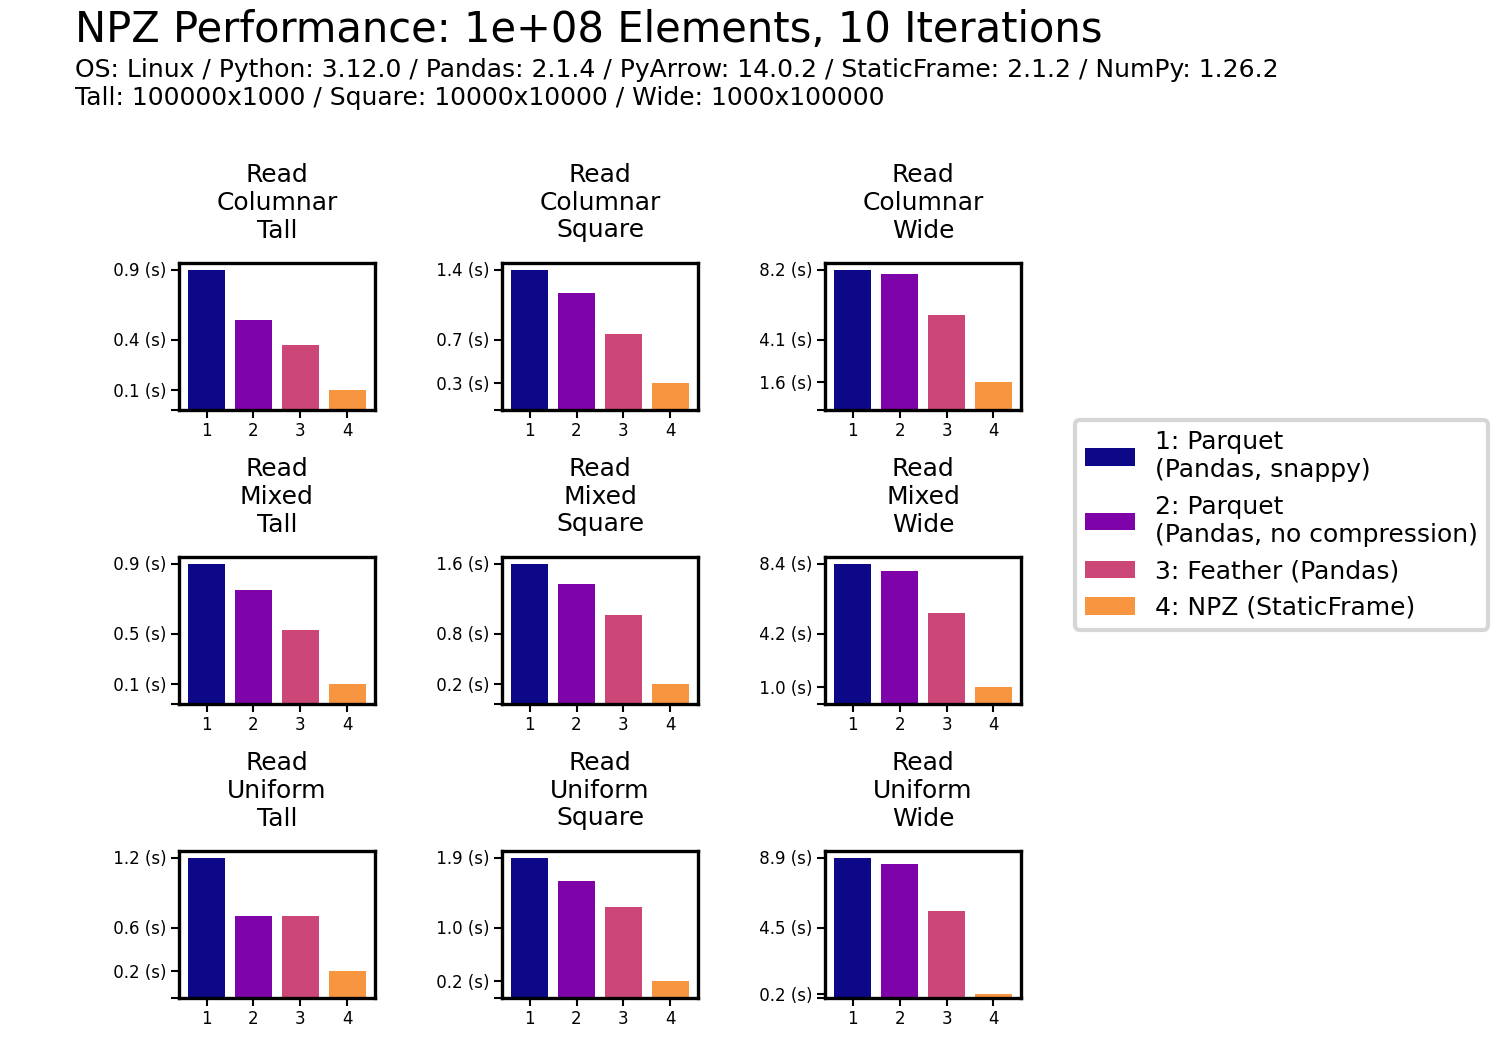 NPZ Performance: 1e+08 Elements, 10 Iterations
OS: Linux / Python: 3.12.0 / Pandas: 2.1.4 / PyArrow: 14.0.2 / StaticFrame: 2.1.2 / NumPy: 1.26.2
Tall: 100000x1000 / Square: 10000x10000 / Wide: 1000x100000
Read
Columnar
Tall
0.9 (s)
0.4 (s)
0.1 (s)
1 2 3 4
Read
Columnar
Square
1.4 (s)
0.7 (s)
0.3 (s)
1 2 3 4
Read
Columnar
Wide
8.2 (s)
4.1 (s)
1.6 (s)
1 2 3 4
Read
Mixed
Tall
0.9 (s)
0.5 (s)
0.1 (s)
1 2 3 4
Read
Mixed
Square
1.6 (s)
0.8 (s)
0.2 (s)
1 2 3 4
Read
Mixed
Wide
8.4 (s)
4.2 (s)
1.0 (s)
1 2 3 4
Read
Uniform
Tall
1.2 (s)
0.6 (s)
0.2 (s)
1 2 3 4
Read
Uniform
Square
1.9 (s)
1.0 (s)
0.2 (s)
1 2 3 4
Read
Uniform
Wide
8.9 (s)
4.5 (s)
0.2 (s)
1 2 3 4
1: Parquet
(Pandas, snappy)
2: Parquet
(Pandas, no compression)
3: Feather (Pandas)
4: NPZ (StaticFrame)